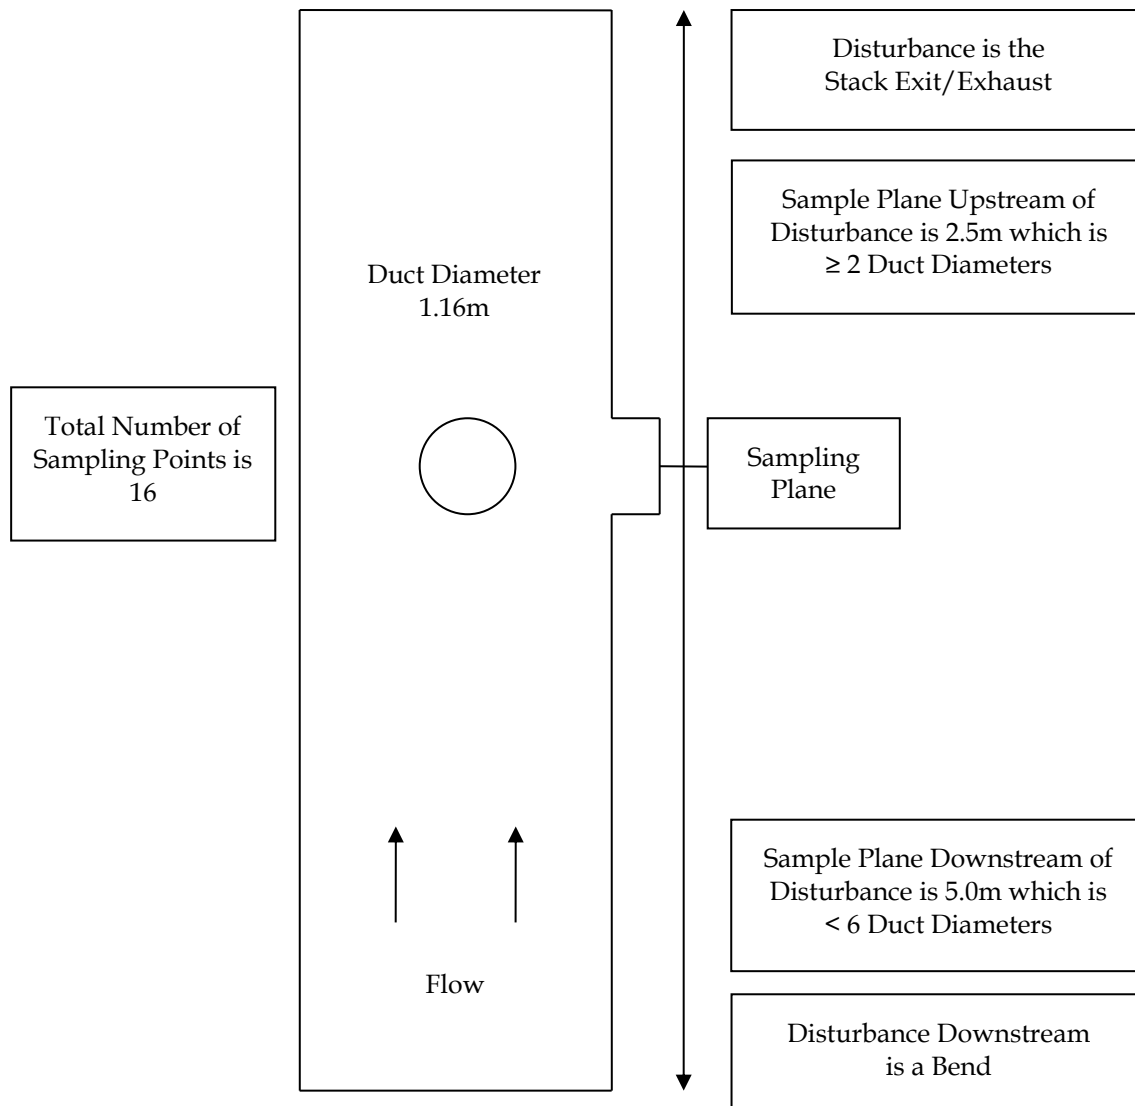 Disturbance is the
Stack Exit/Exhaust
Sample Plane Upstream of
Disturbance is 2.5m which is
≥ 2 Duct Diameters
Duct Diameter
1.16m
Total Number of
Sampling Points is
16
Sampling
Plane
Sample Plane Downstream of
Disturbance is 5.0m which is
< 6 Duct Diameters
Flow
Disturbance Downstream
is a Bend